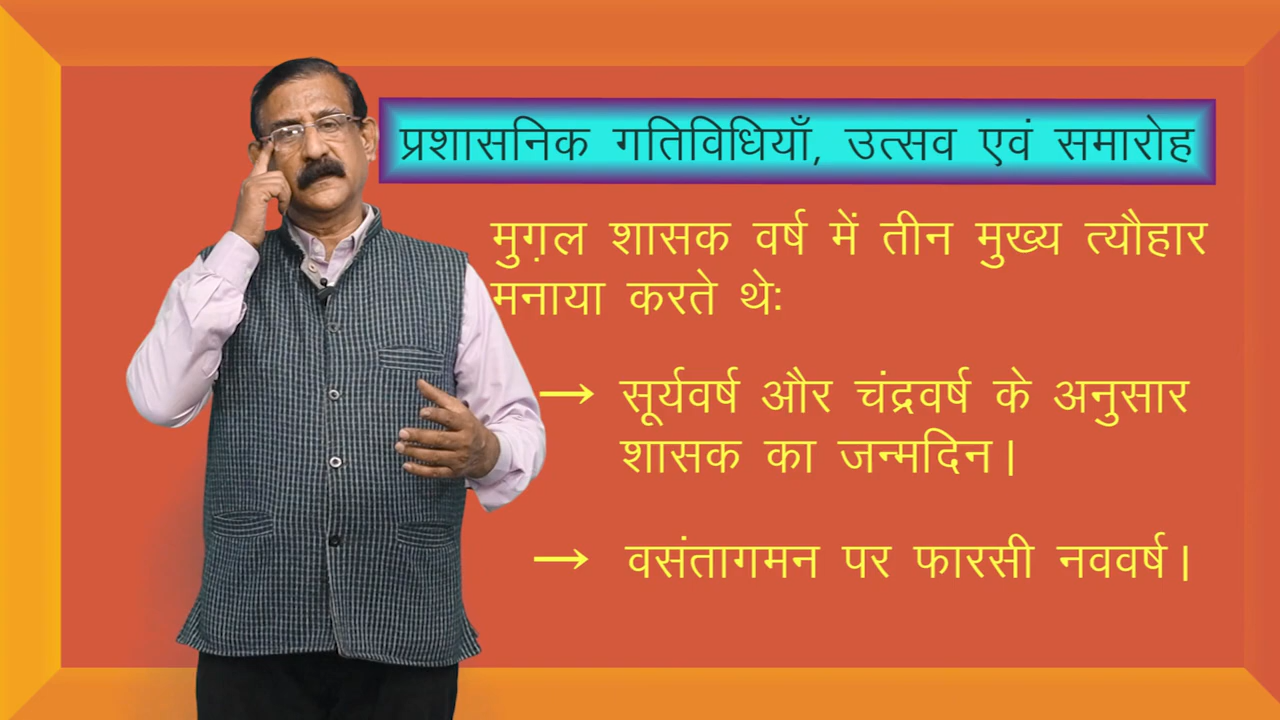 प्रशासनिक गतिविधियाँ, उत्सव एवं समारोह
मुग़ल शासक वर्ष में तीन मुख्य त्यौहार
मनाया करते थेः
→ सूर्यवर्ष और चंद्रवर्ष के अनुसार
शासक का जन्मदिन।
→ वसंतागमन पर फारसी नववर्ष।